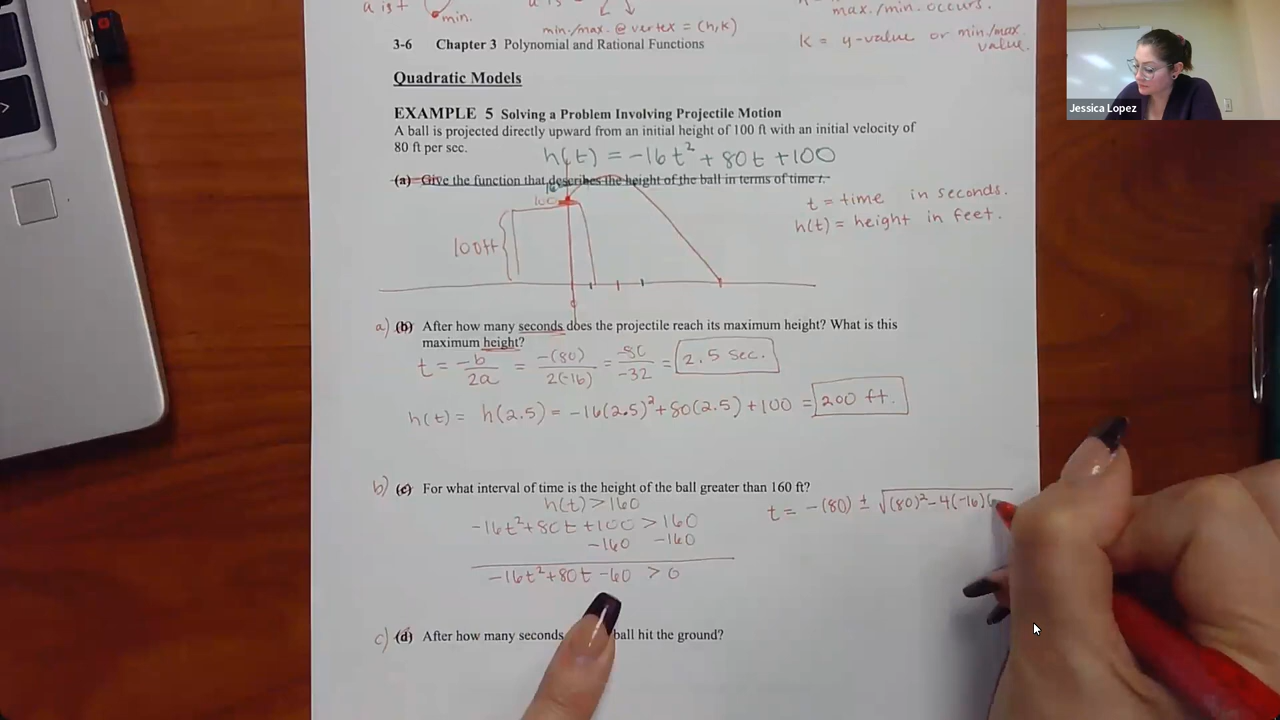 a is +
min.
a is -
min./max. @ vertex = (h,k)
max./min. occurs.
k = y-value or min./max
value.
Jessica Lopez
3-6 Chapter 3 Polynomial and Rational Functions
Quadratic Models
EXAMPLE 5 Solving a Problem Involving Projectile Motion
A ball is projected directly upward from an initial height of 100 ft with an initial velocity of
80 ft per sec.
h(t) = -16t² + 80t + 100
(a) Give the function that describes the height of the ball in terms of time t.
t = time in seconds.
h(t) = height in feet.
100
100ft
a) (b) After how many seconds does the projectile reach its maximum height? What is this
maximum height?
t = -b/2a = -(80)/2(-16) = -80/-32 = 2.5 sec.
h(t) = h(2.5) = -16(2.5)² + 80(2.5) + 100 = 200 ft.
b) (c) For what interval of time is the height of the ball greater than 160 ft?
h(t) > 160
t = -(80) ± √(80)² - 4(-16)(
-16t² + 80t + 100 > 160
-160 -160
-16t² + 80t - 60 > 0
c) (d) After how many seconds ball hit the ground?